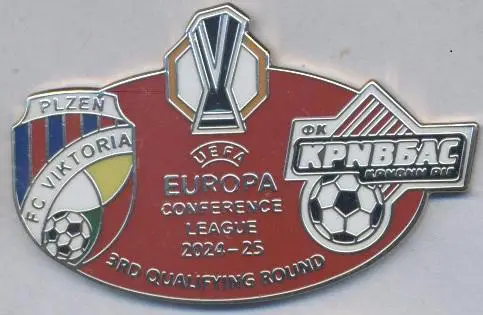 PLZEŇ
FC VIKTORIA
UEFA
EUROPA
CONFERENCE
LEAGUE
2024-25
3RD QUALIFYING ROUND
ФК
КРИВБАС